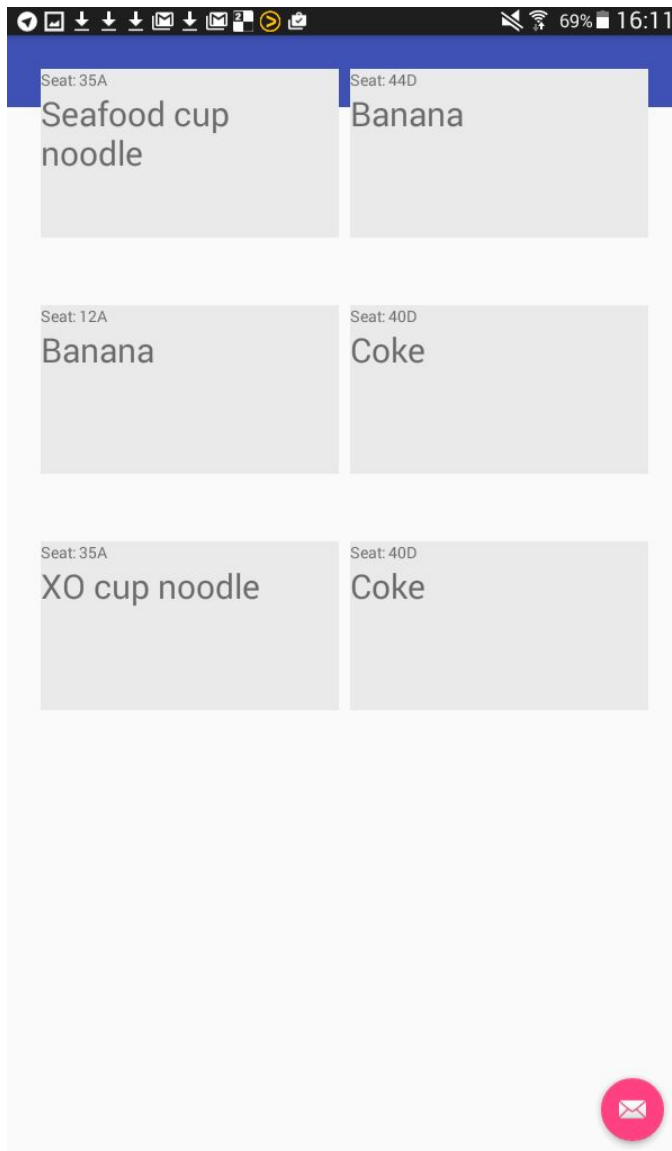 2
69% 16:11
Seat: 35A
Seafood cup
noodle
Seat: 44D
Banana
Seat: 12A
Banana
Seat: 40D
Coke
Seat: 35A
XO cup noodle
Seat: 40D
Coke